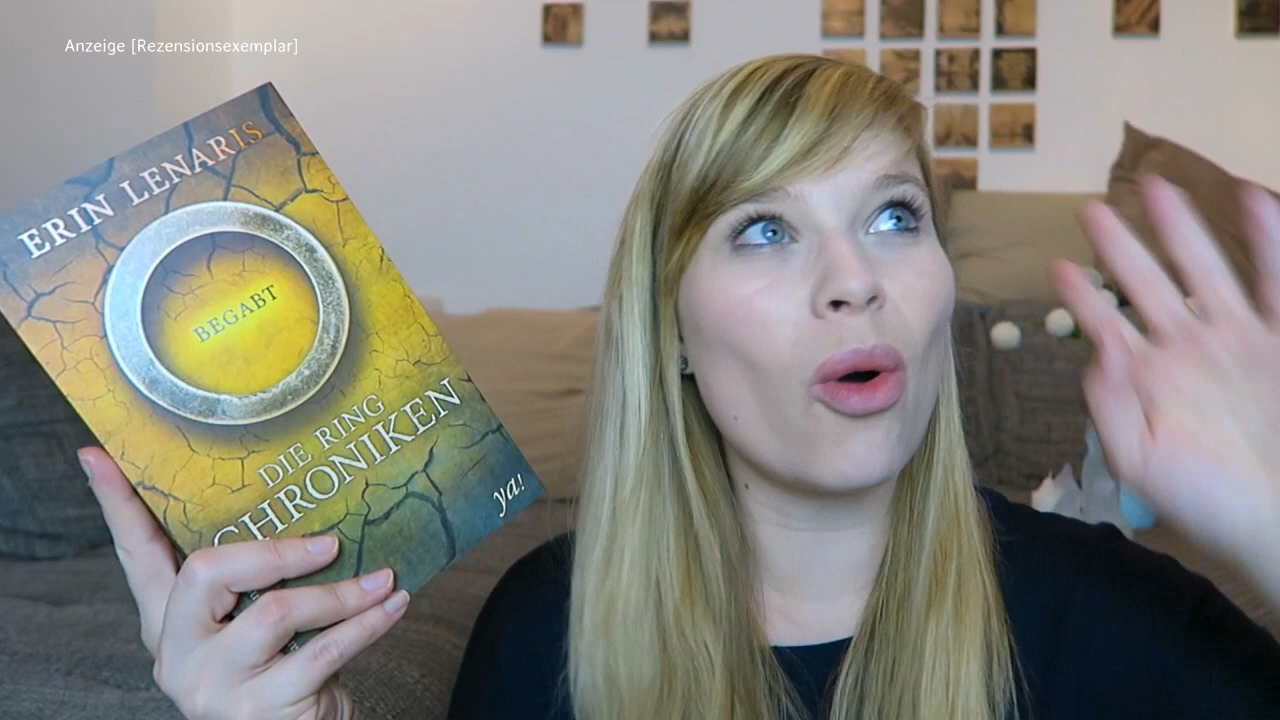 Anzeige [Rezensionsexemplar]
ERIN LENARIS
BEGABT
DIE RING
CHRONIKEN
ya!